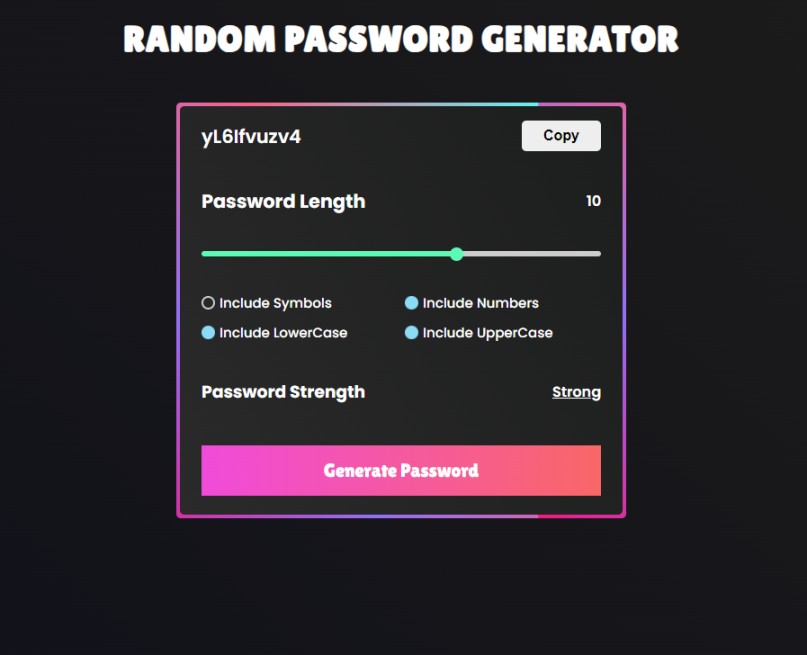 RANDOM PASSWORD GENERATOR
yL6lfvuzv4
Copy
Password Length
10
Include Symbols
Include Numbers
Include LowerCase
Include UpperCase
Password Strength
Strong
Generate Password